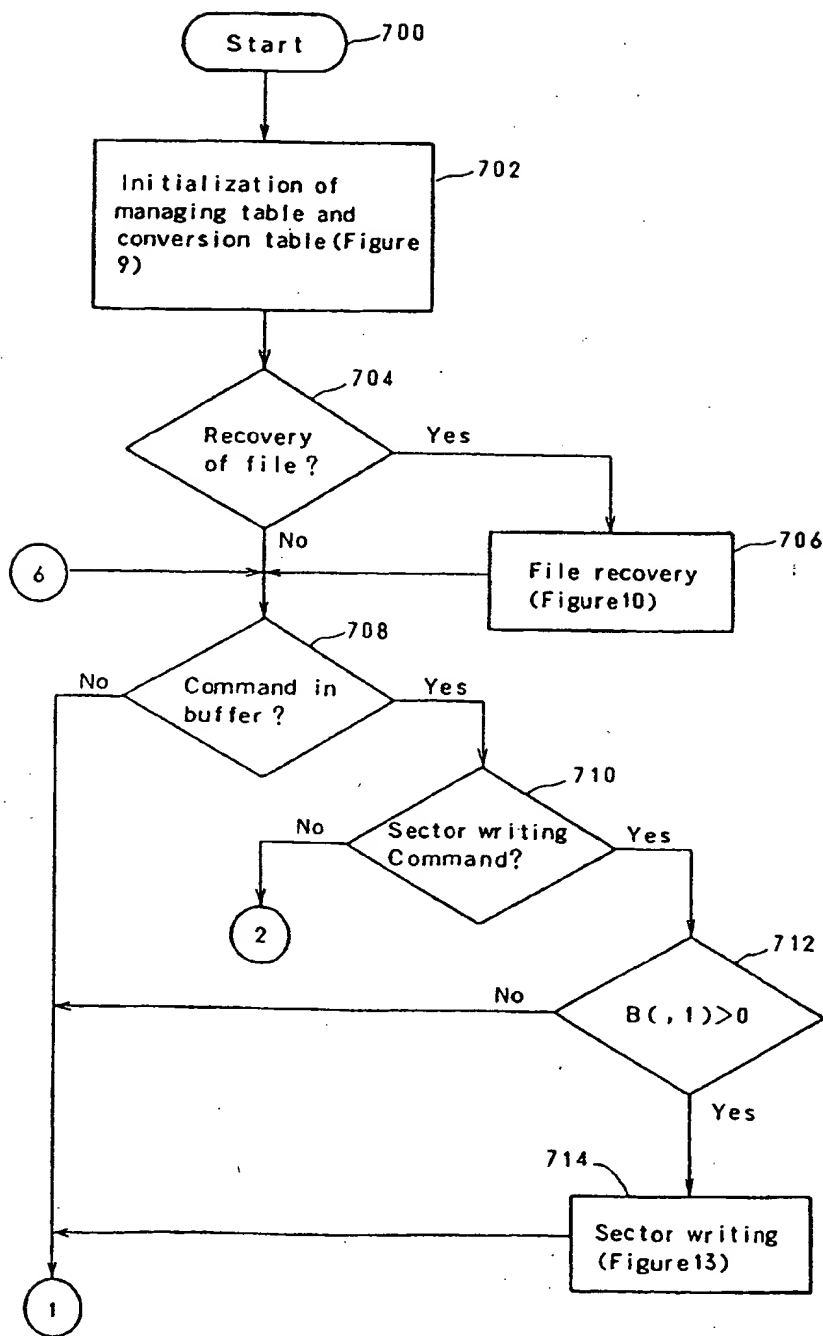 Start
700
702
Initialization of
managing table and
conversion table(Figure
9)
704
Recovery
of file?
Yes
No
706
6
File recovery
(Figure10)
708
No
Command in
buffer?
Yes
710
No
Sector writing
Command?
Yes
2
712
No
B(,1)>0
Yes
714
Sector writing
(Figure13)
1